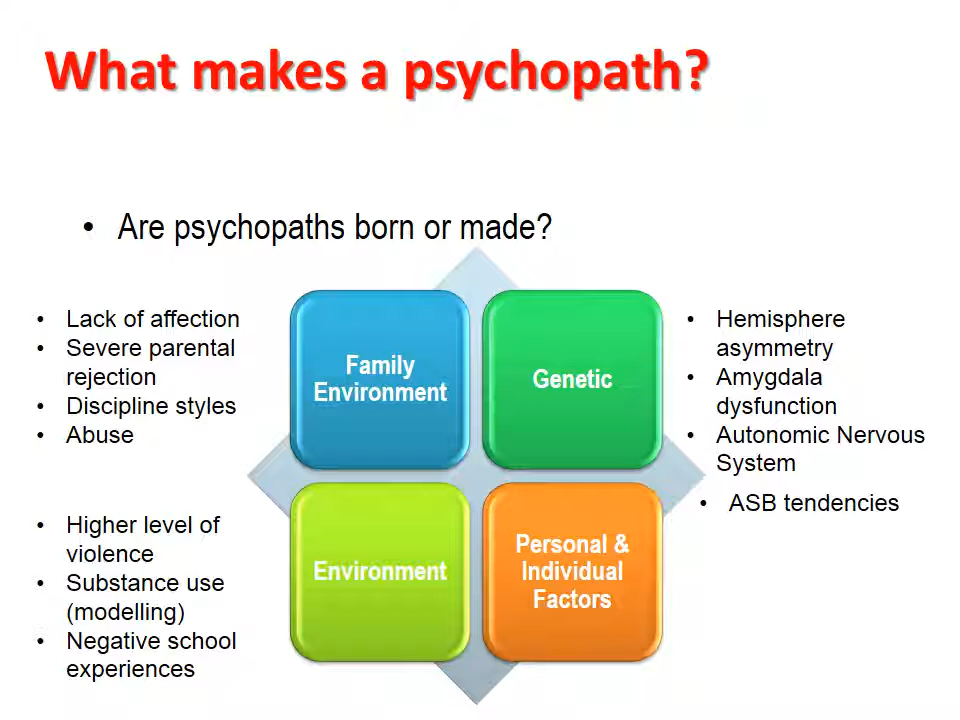 What makes a psychopath?
• Are psychopaths born or made?
• Lack of affection
• Severe parental
rejection
• Discipline styles
• Abuse
Family
Environment
Genetic
• Hemisphere
asymmetry
• Amygdala
dysfunction
• Autonomic Nervous
System
• Higher level of
violence
• Substance use
(modelling)
• Negative school
experiences
Environment
Personal &
Individual
Factors
• ASB tendencies